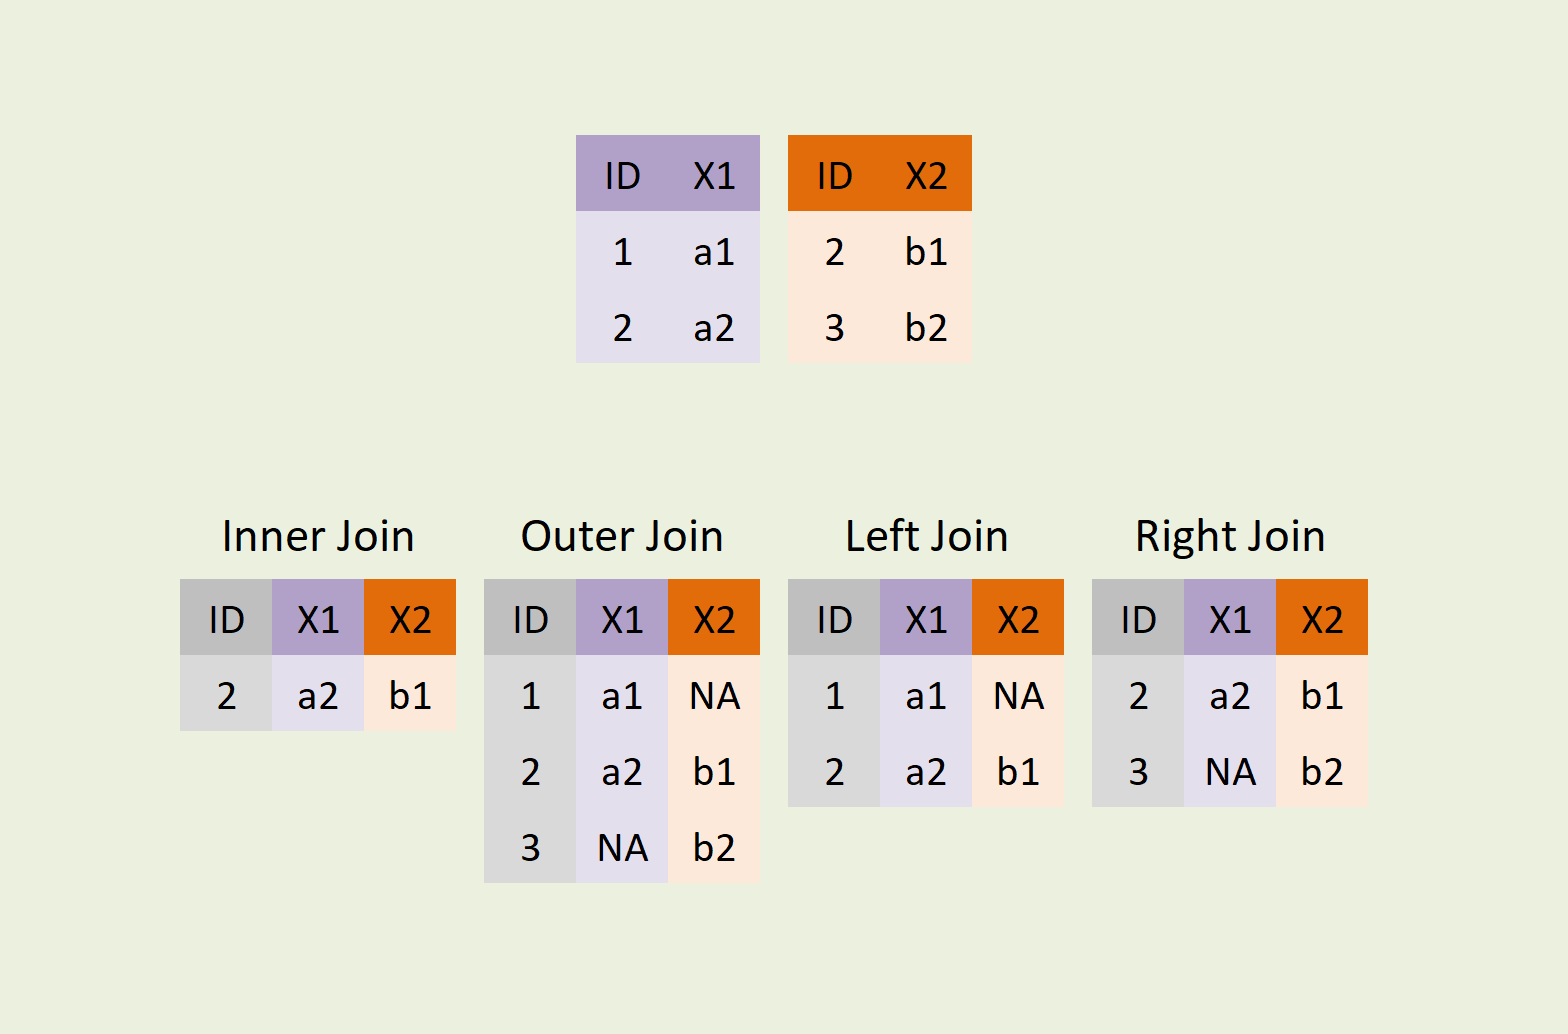 ID X1 ID X2
1 a1 2 b1
2 a2 3 b2
Inner Join Outer Join Left Join Right Join
ID X1 X2 ID X1 X2 ID X1 X2 ID X1 X2
2 a2 b1 1 a1 NA 1 a1 NA 2 a2 b1
2 a2 b1 2 a2 b1 3 NA b2
3 NA b2